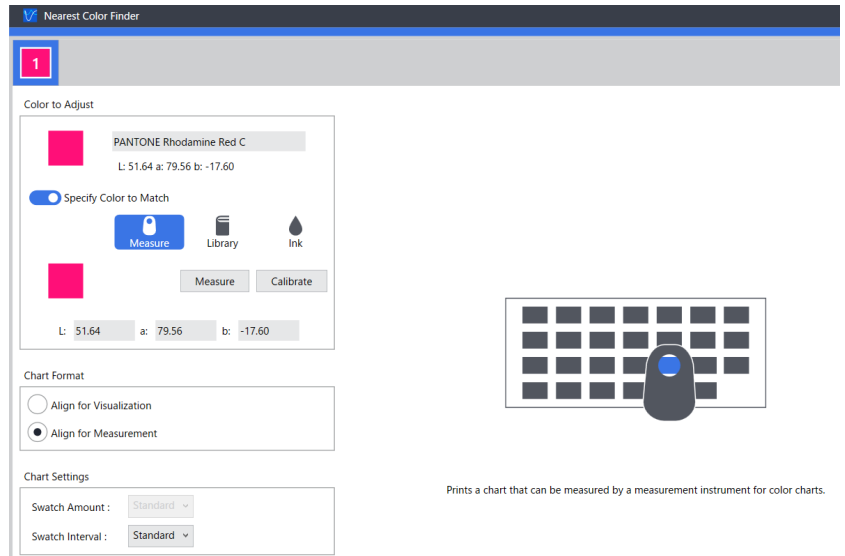 Nearest Color Finder
1
Color to Adjust
PANTONE Rhodamine Red C
L: 51.64 a: 79.56 b: -17.60
Specify Color to Match
Measure Library Ink
Measure Calibrate
L: 51.64 a: 79.56 b: -17.60
Chart Format
Align for Visualization
Align for Measurement
Chart Settings
Swatch Amount : Standard
Swatch Interval : Standard
Prints a chart that can be measured by a measurement instrument for color charts.